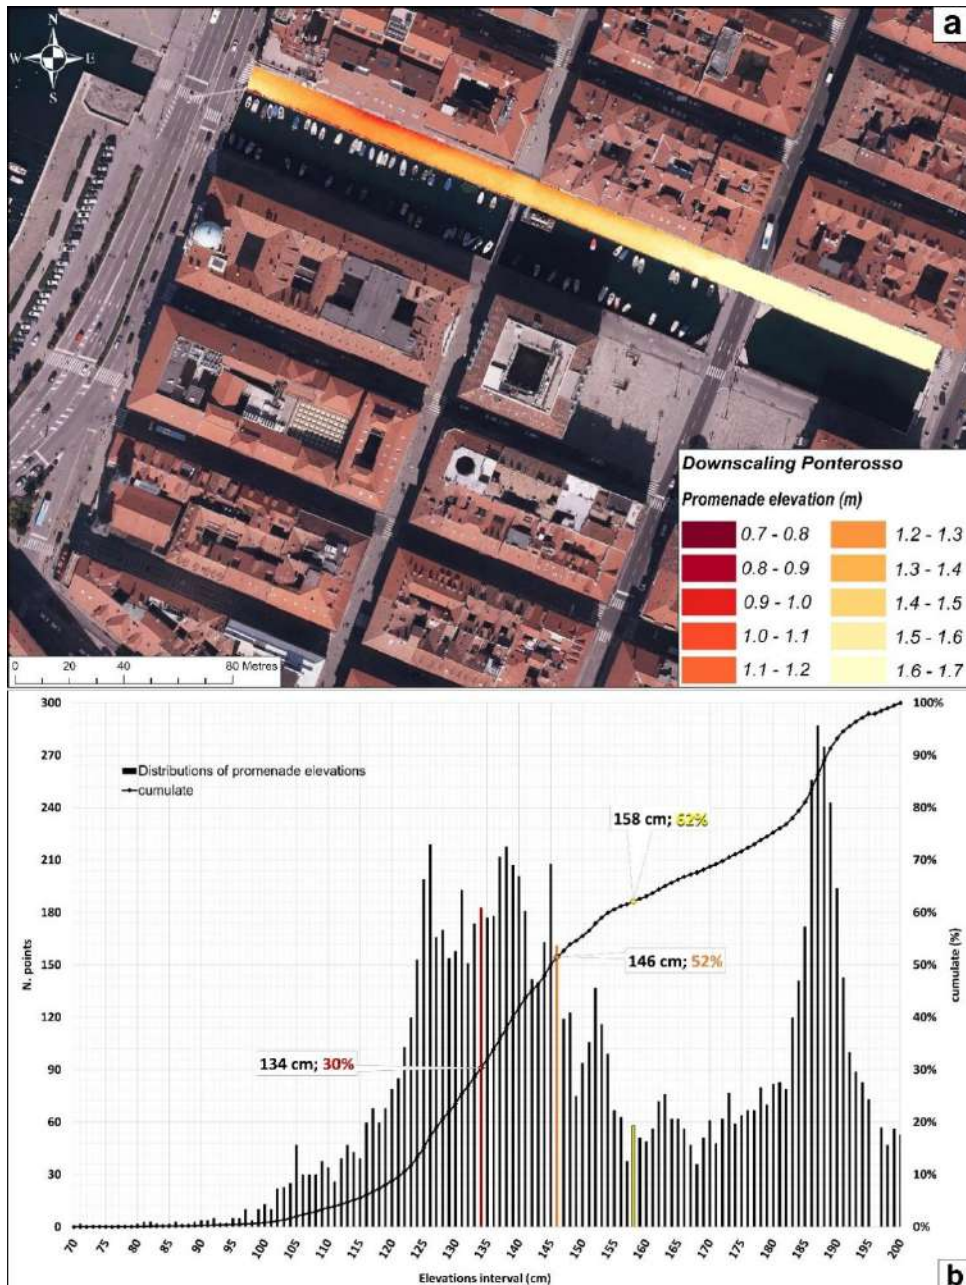 a
N
W E
S
Downscaling Ponterosso
Promenade elevation (m)
0.7 - 0.8 1.2 - 1.3
0.8 - 0.9 1.3 - 1.4
0.9 - 1.0 1.4 - 1.5
1.0 - 1.1 1.5 - 1.6
1.1 - 1.2 1.6 - 1.7
0 20 40 80 Metres
300 100%
270 90%
240 80%
210 70%
180 60%
150 50%
120 40%
90 30%
60 20%
30 10%
0 0%
N. points
cumulate (%)
Distributions of promenade elevations
cumulate
158 cm; 62%
146 cm; 52%
134 cm; 30%
70 75 80 85 90 95 100 105 110 115 120 125 130 135 140 145 150 155 160 165 170 175 180 185 190 195 200
Elevations interval (cm)
b